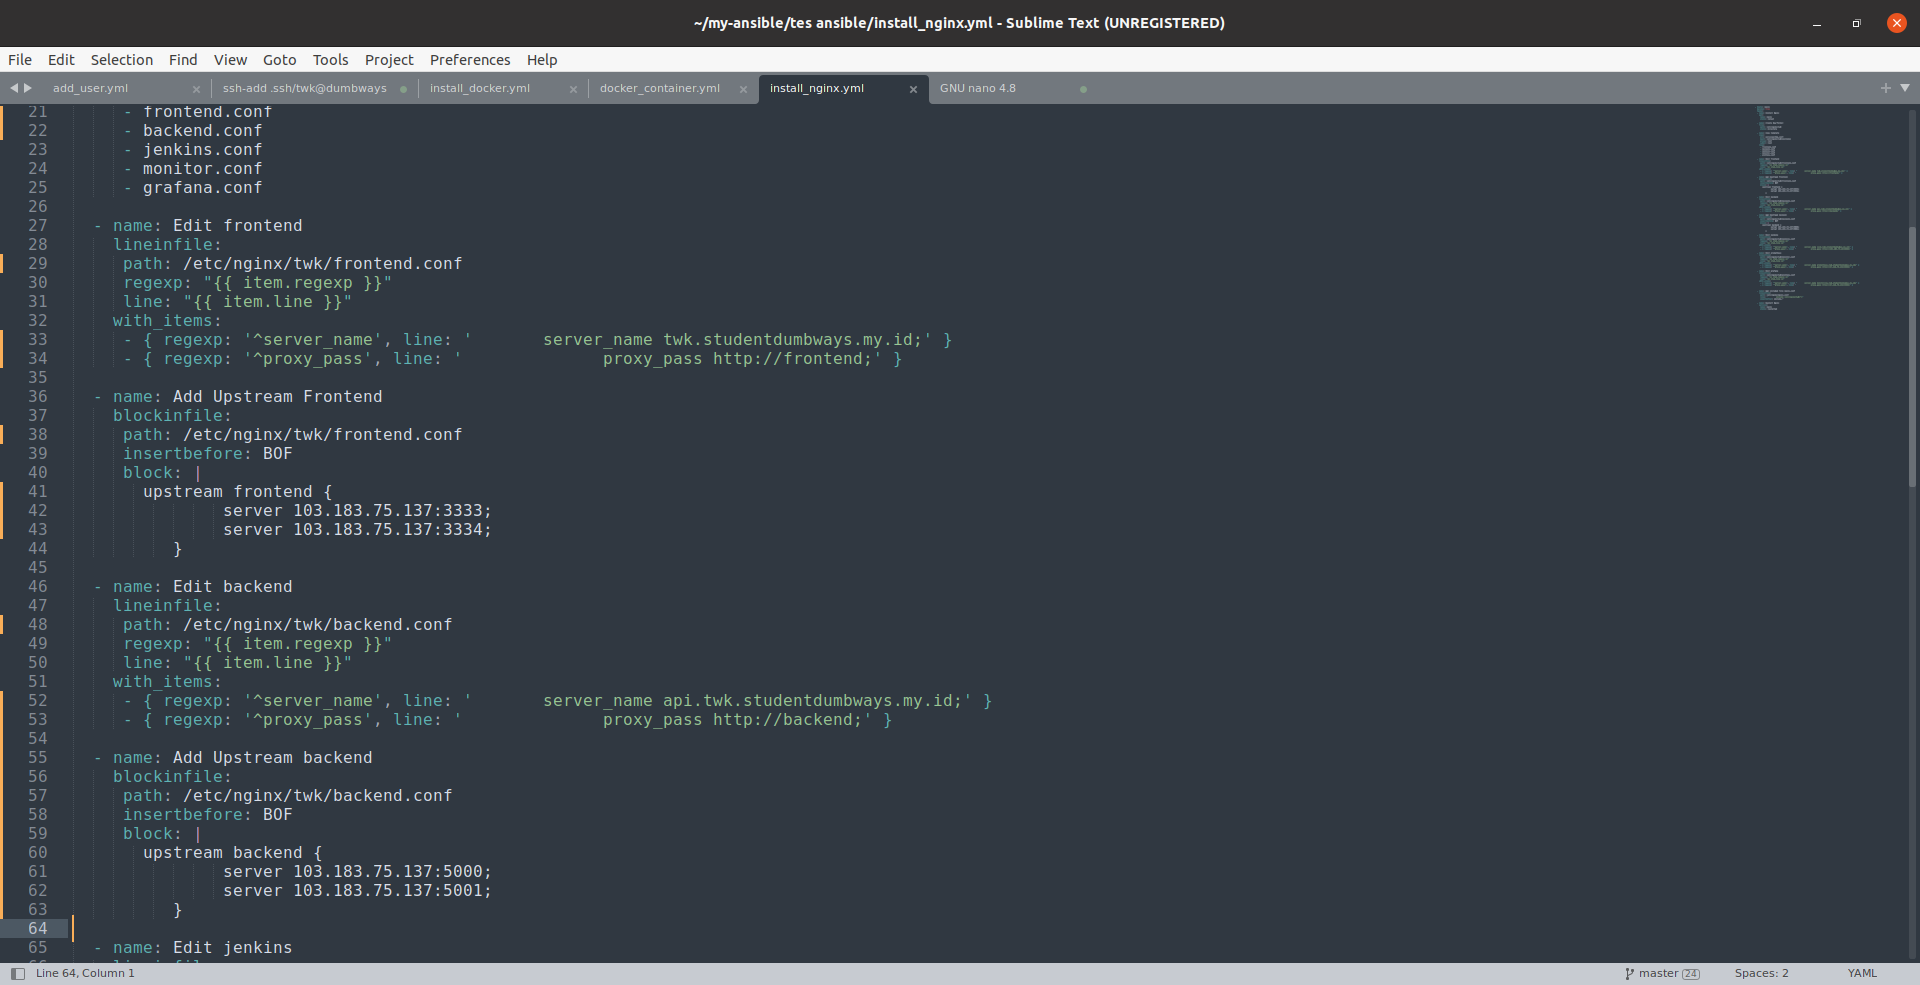 ~/my-ansible/tes ansible/install_nginx.yml - Sublime Text (UNREGISTERED)
File Edit Selection Find View Goto Tools Project Preferences Help
add_user.yml ssh-add .ssh/twk@dumbways install_docker.yml docker_container.yml install_nginx.yml GNU nano 4.8
21 - frontend.conf
22 - backend.conf
23 - jenkins.conf
24 - monitor.conf
25 - grafana.conf
26
27 - name: Edit frontend
28 lineinfile:
29 path: /etc/nginx/twk/frontend.conf
30 regexp: "{{ item.regexp }}"
31 line: "{{ item.line }}"
32 with_items:
33 - { regexp: '^server_name', line: '       server_name twk.studentdumbways.my.id;' }
34 - { regexp: '^proxy_pass', line: '              proxy_pass http://frontend;' }
35
36 - name: Add Upstream Frontend
37 blockinfile:
38 path: /etc/nginx/twk/frontend.conf
39 insertbefore: BOF
40 block: |
41 upstream frontend {
42 server 103.183.75.137:3333;
43 server 103.183.75.137:3334;
44 }
45
46 - name: Edit backend
47 lineinfile:
48 path: /etc/nginx/twk/backend.conf
49 regexp: "{{ item.regexp }}"
50 line: "{{ item.line }}"
51 with_items:
52 - { regexp: '^server_name', line: '       server_name api.twk.studentdumbways.my.id;' }
53 - { regexp: '^proxy_pass', line: '              proxy_pass http://backend;' }
54
55 - name: Add Upstream backend
56 blockinfile:
57 path: /etc/nginx/twk/backend.conf
58 insertbefore: BOF
59 block: |
60 upstream backend {
61 server 103.183.75.137:5000;
62 server 103.183.75.137:5001;
63 }
64
65 - name: Edit jenkins
Line 64, Column 1 master 24 Spaces: 2 YAML